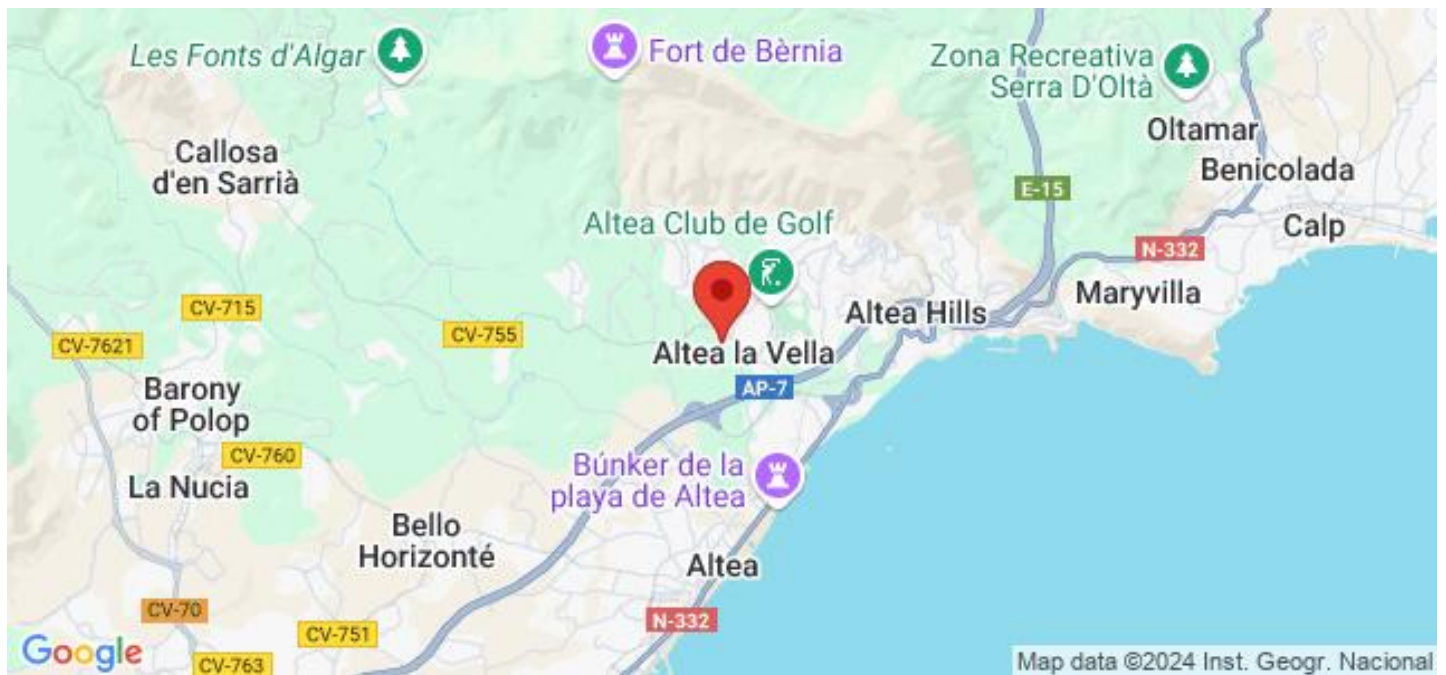 Les Fonts d'Algar
Fort de Bèrnia
Zona Recreativa
Serra D'Oltà
Oltamar
Callosa
d'en Sarrià
Benicolada
E-15
Altea Club de Golf
Calp
N-332
Maryvilla
CV-715
Altea Hills
CV-755
CV-7621
Altea la Vella
AP-7
Barony
of Polop
CV-760
Búnker de la
playa de Altea
La Nucia
Bello
Horizonté
Altea
CV-70
N-332
CV-751
Google
CV-763
Map data ©2024 Inst. Geogr. Nacional